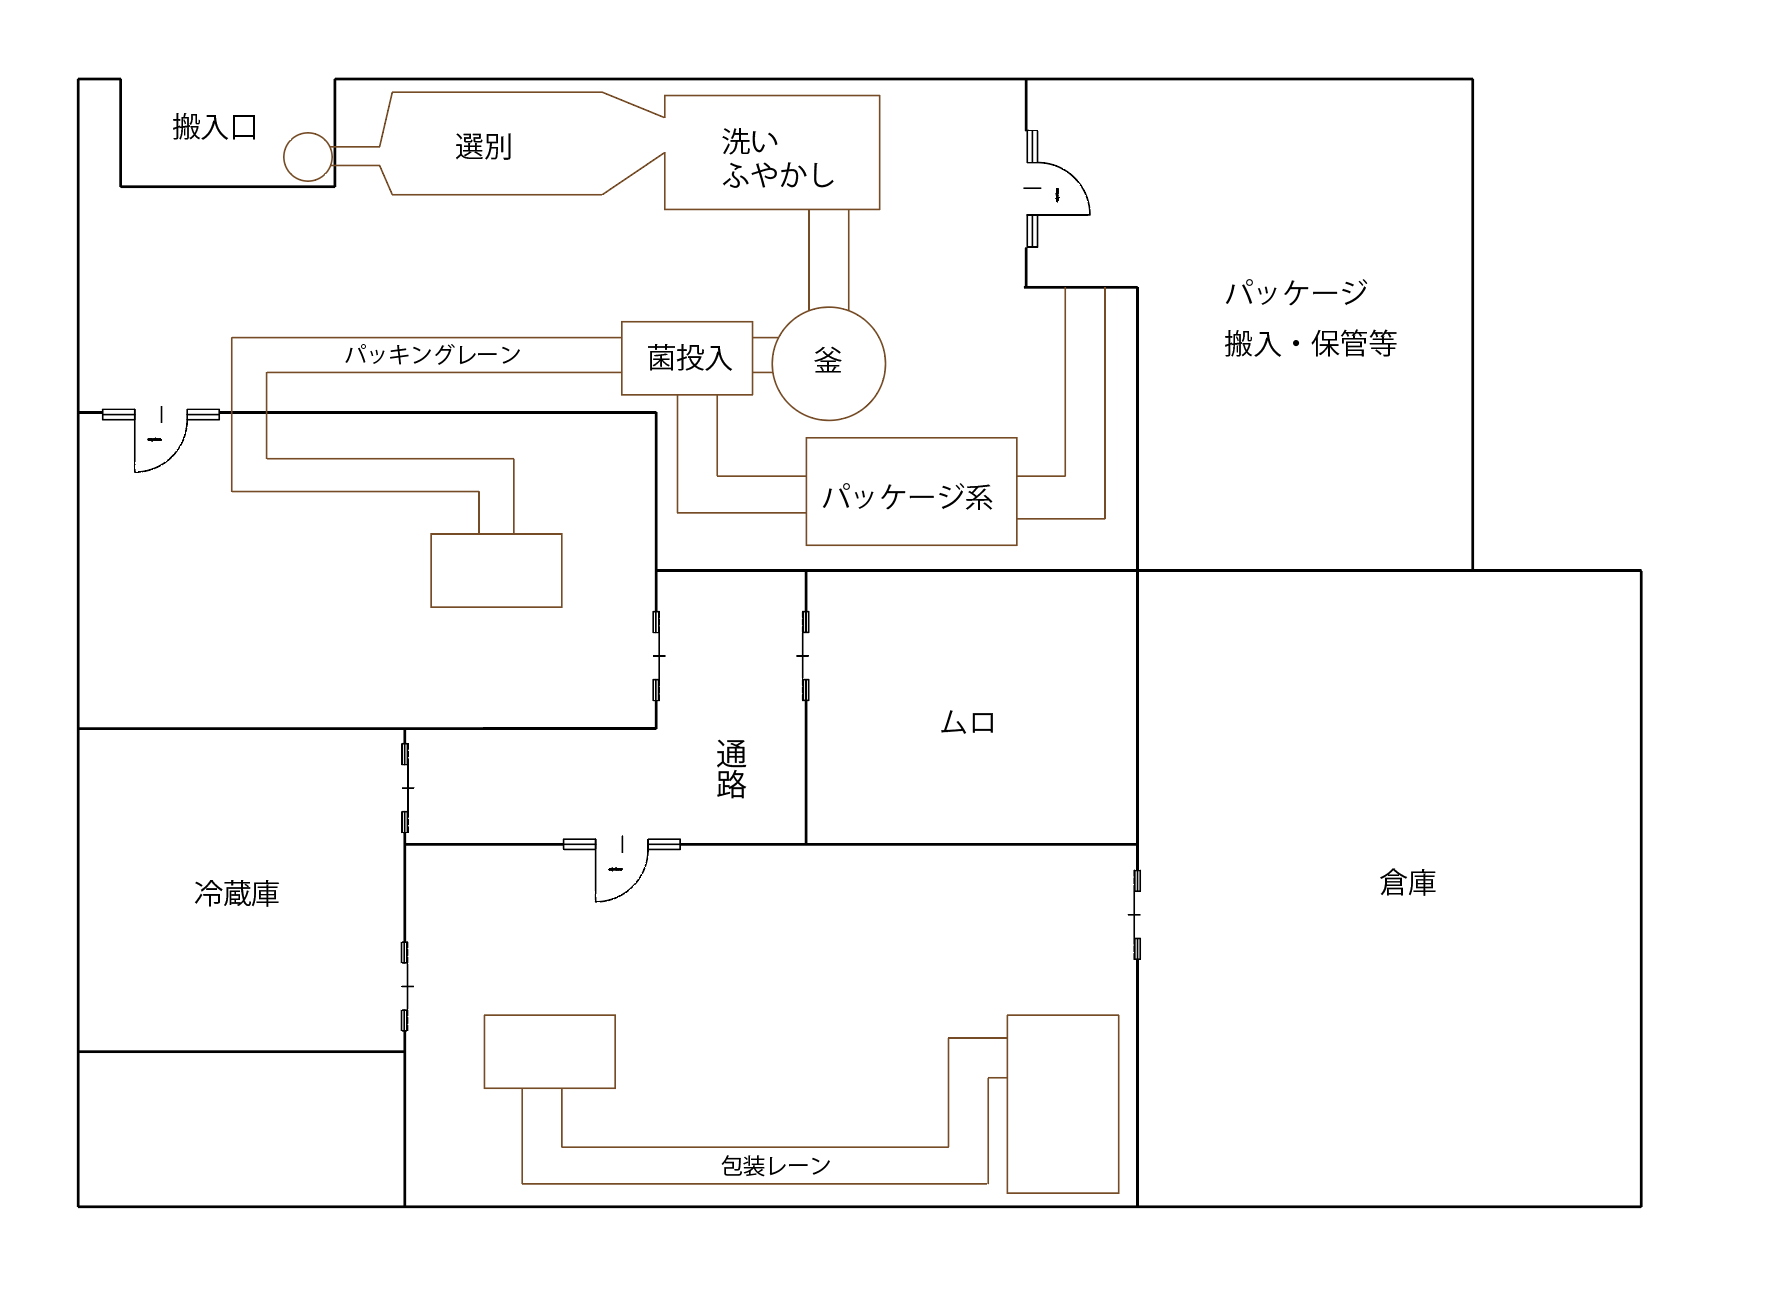 搬入口
選別
洗い
ふやかし
パッケージ
搬入・保管等
パッキングレーン
菌投入
釜
パッケージ系
ムロ
通路
冷蔵庫
倉庫
包装レーン